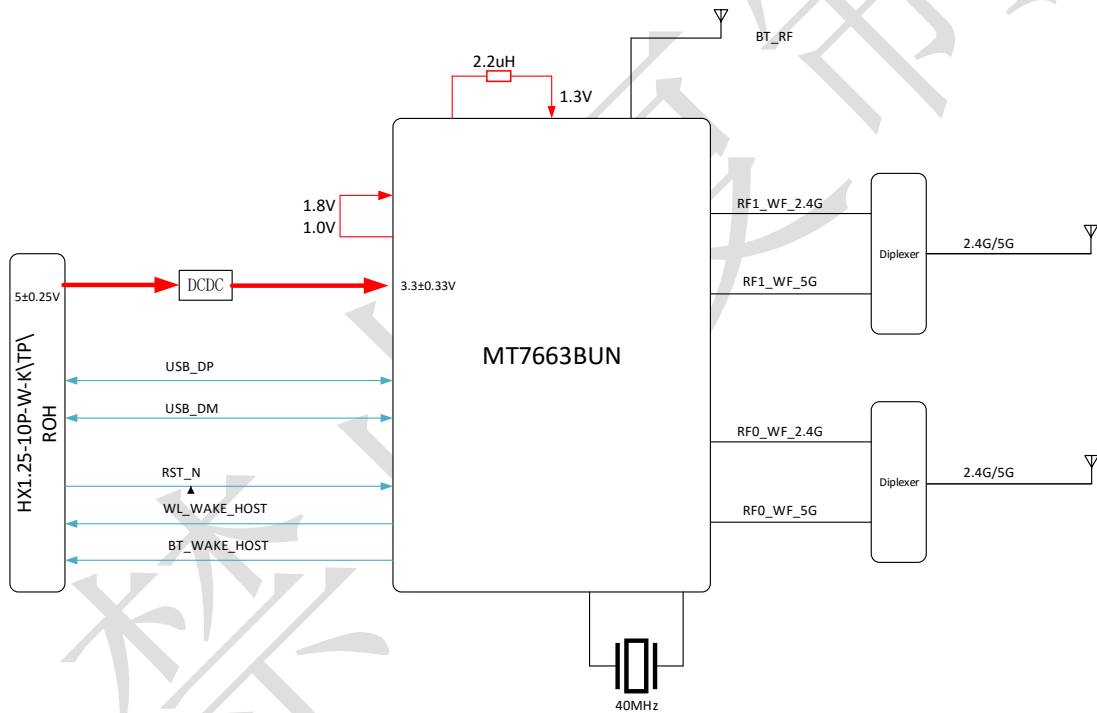 BT_RF
2.2uH
1.3V
1.8V
1.0V
RF1_WF_2.4G
Diplexer
2.4G/5G
RF1_WF_5G
5±0.25V
DCDC
3.3±0.33V
MT7663BUN
HX1.25-10P-W-K\TP\
ROH
USB_DP
USB_DM
RF0_WF_2.4G
Diplexer
2.4G/5G
RF0_WF_5G
RST_N
WL_WAKE_HOST
BT_WAKE_HOST
40MHz